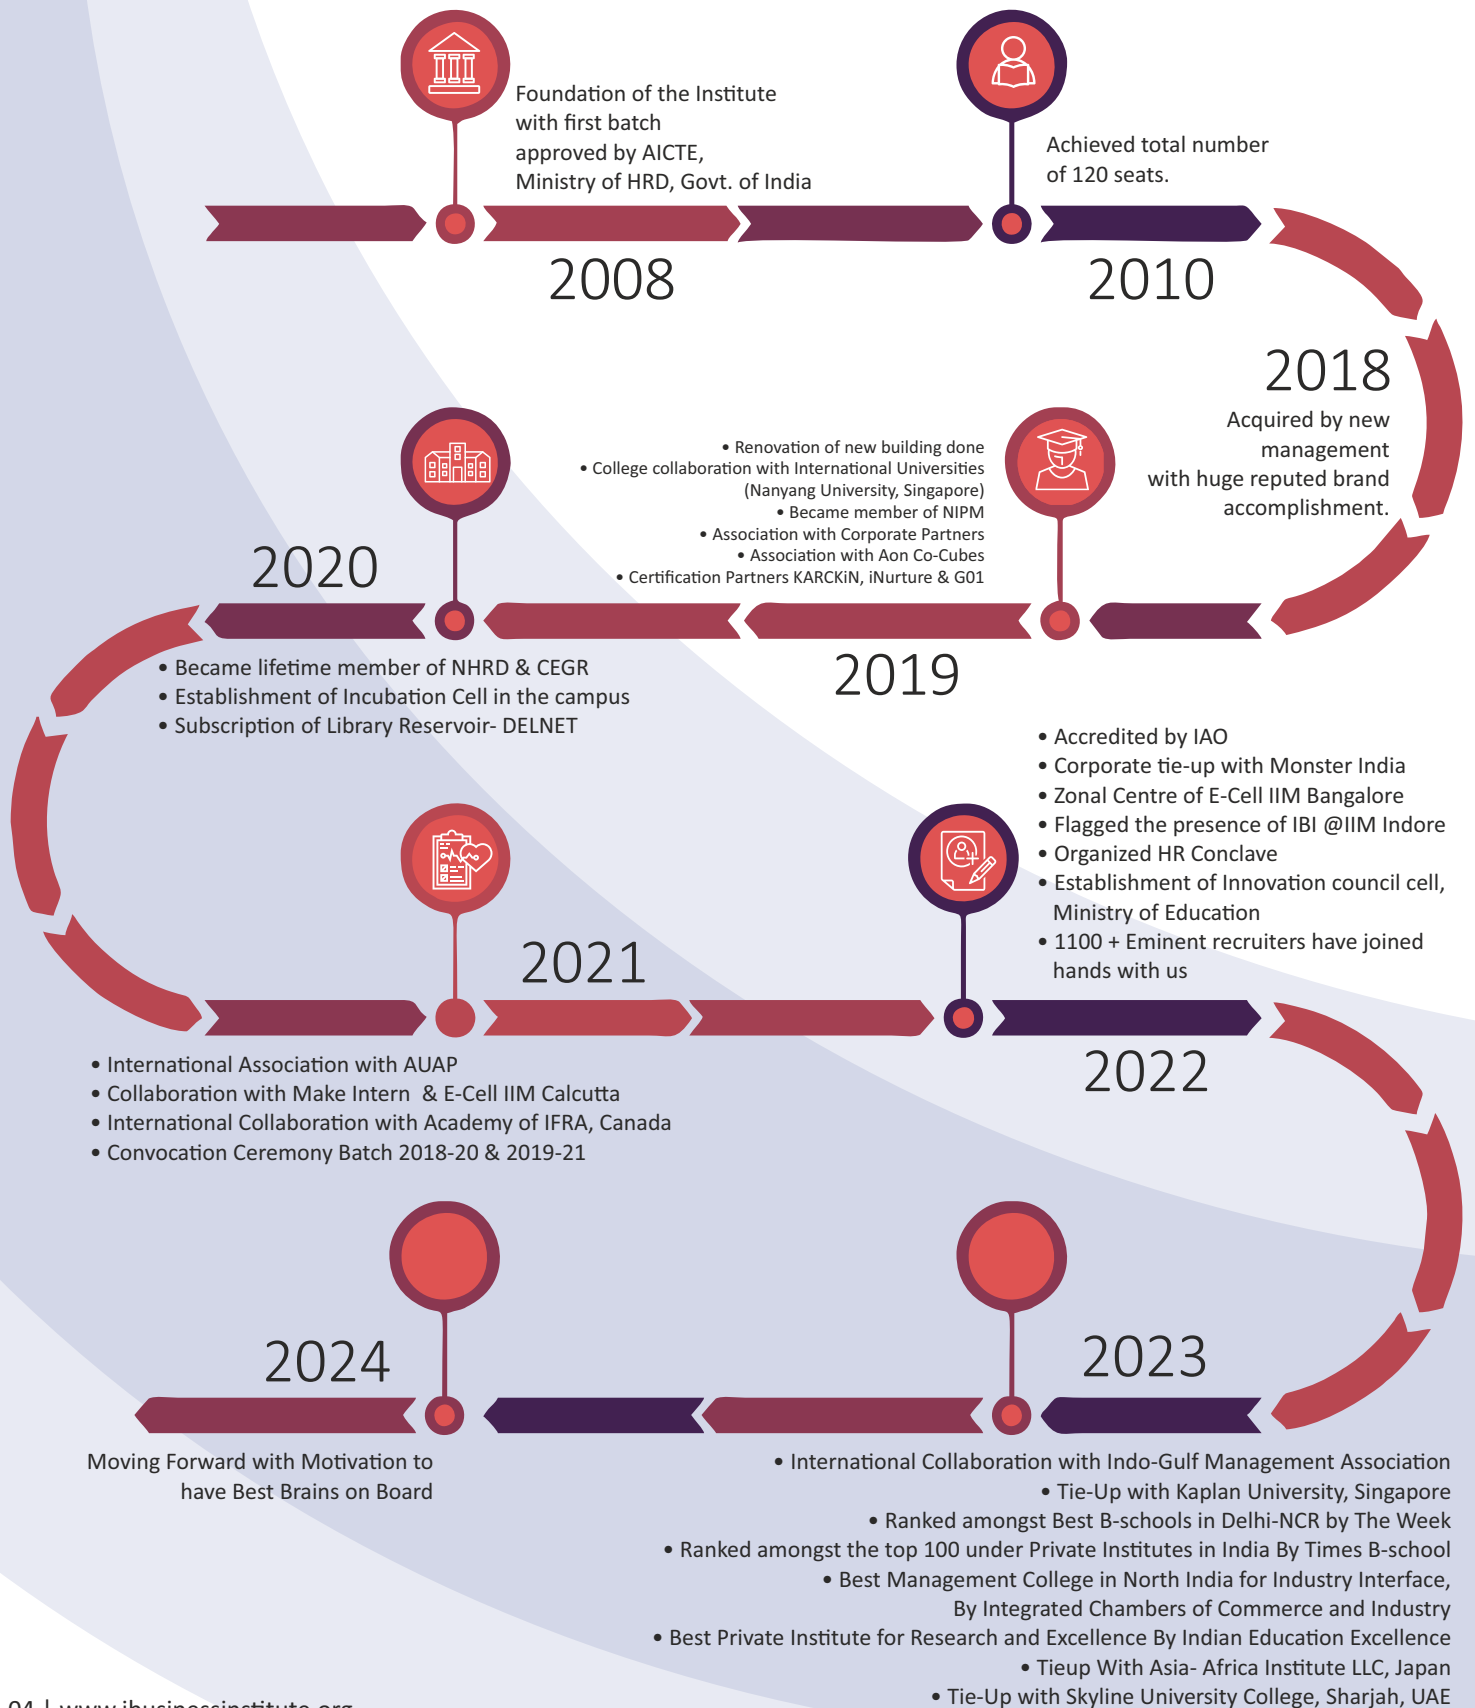 Foundation of the Institute
with first batch
approved by AICTE,
Ministry of HRD, Govt. of India
2008
Achieved total number
of 120 seats.
2010
2018
Acquired by new
management
with huge reputed brand
accomplishment.
• Renovation of new building done
• College collaboration with International Universities
(Nanyang University, Singapore)
• Became member of NIPM
• Association with Corporate Partners
• Association with Aon Co-Cubes
• Certification Partners KARCKiN, iNurture & G01
2019
2020
• Became lifetime member of NHRD & CEGR
• Establishment of Incubation Cell in the campus
• Subscription of Library Reservoir- DELNET
2021
• International Association with AUAP
• Collaboration with Make Intern & E-Cell IIM Calcutta
• International Collaboration with Academy of IFRA, Canada
• Convocation Ceremony Batch 2018-20 & 2019-21
• Accredited by IAO
• Corporate tie-up with Monster India
• Zonal Centre of E-Cell IIM Bangalore
• Flagged the presence of IBI @IIM Indore
• Organized HR Conclave
• Establishment of Innovation council cell,
Ministry of Education
• 1100 + Eminent recruiters have joined
hands with us
2022
2023
• International Collaboration with Indo-Gulf Management Association
• Tie-Up with Kaplan University, Singapore
• Ranked amongst Best B-schools in Delhi-NCR by The Week
• Ranked amongst the top 100 under Private Institutes in India By Times B-school
• Best Management College in North India for Industry Interface,
By Integrated Chambers of Commerce and Industry
• Best Private Institute for Research and Excellence By Indian Education Excellence
• Tieup With Asia- Africa Institute LLC, Japan
• Tie-Up with Skyline University College, Sharjah, UAE
2024
Moving Forward with Motivation to
have Best Brains on Board
04 | www.ibusinessinstitute.org